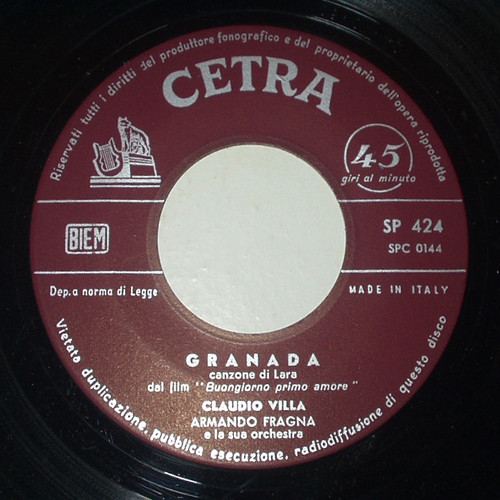 Riservati tutti i diritti del produttore fonografico e del proprietario dell'opera riprodotta
CETRA
45
giri al minuto
BIEM
SP 424
SPC 0144
Dep. a norma di Legge
MADE IN ITALY
GRANADA
canzone di Lara
dal film "Buongiorno primo amore"
CLAUDIO VILLA
ARMANDO FRAGNA
e la sua orchestra
Vietata duplicazione, pubblica esecuzione, radiodiffusione di questo disco